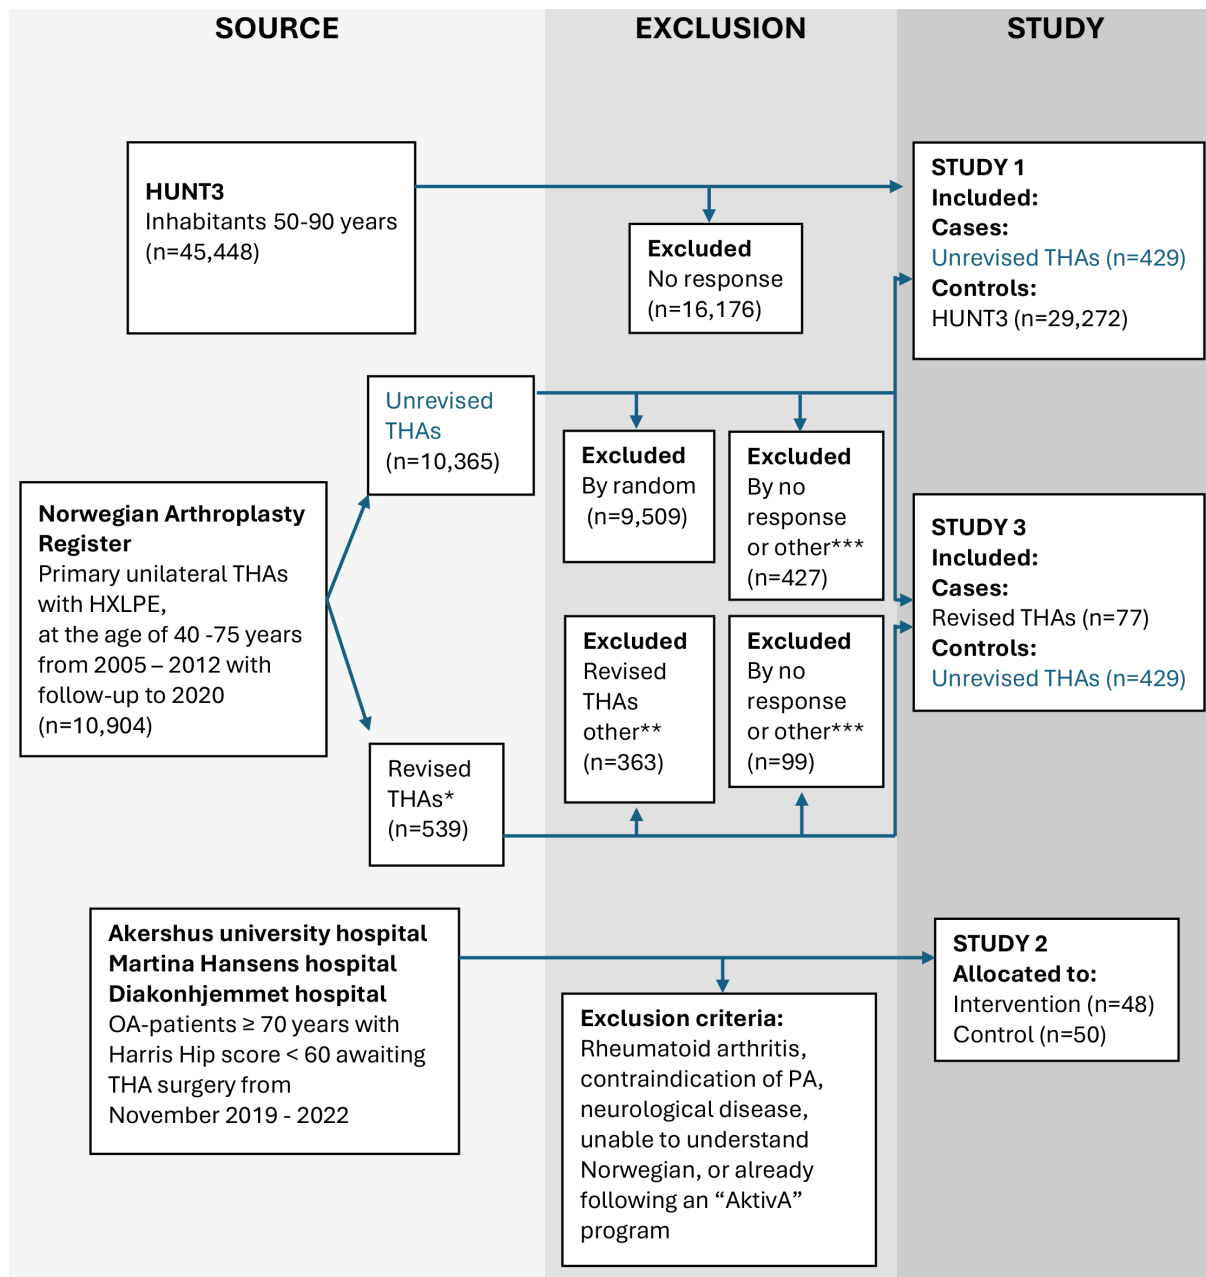 SOURCE
EXCLUSION
STUDY
HUNT3
Inhabitants 50-90 years
(n=45,448)
Excluded
No response
(n=16,176)
STUDY 1
Included:
Cases:
Unrevised THAs (n=429)
Controls:
HUNT3 (n=29,272)
Norwegian Arthroplasty
Register
Primary unilateral THAs
with HXLPE,
at the age of 40 -75 years
from 2005 – 2012 with
follow-up to 2020
(n=10,904)
Unrevised
THAs
(n=10,365)
Excluded
By random
(n=9,509)
Excluded
By no
response
or other***
(n=427)
Revised
THAs*
(n=539)
Excluded
Revised
THAs
other**
(n=363)
Excluded
By no
response
or other***
(n=99)
STUDY 3
Included:
Cases:
Revised THAs (n=77)
Controls:
Unrevised THAs (n=429)
Akershus university hospital
Martina Hansens hospital
Diakonhjemmet hospital
OA-patients ≥ 70 years with
Harris Hip score < 60 awaiting
THA surgery from
November 2019 - 2022
Exclusion criteria:
Rheumatoid arthritis,
contraindication of PA,
neurological disease,
unable to understand
Norwegian, or already
following an “AktivA”
program
STUDY 2
Allocated to:
Intervention (n=48)
Control (n=50)